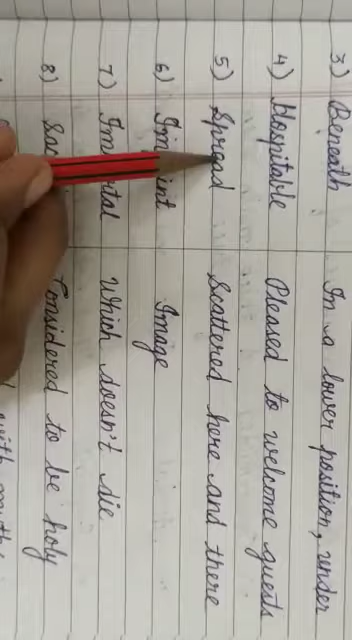 3) Beneath In a lower position, under
4) Hospitable Pleased to welcome guests
5) Spread Scattered here and there
6) Image
7) Which doesn't die
8) Considered to be holy
with